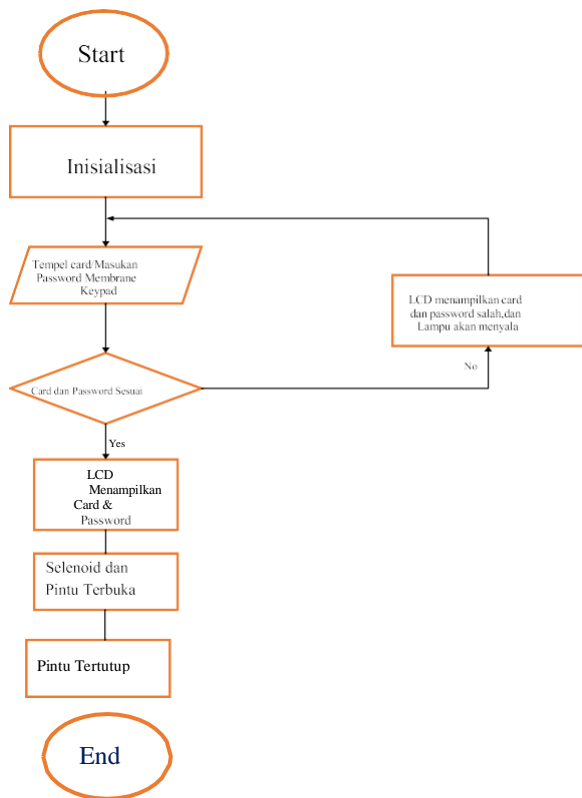 Start
Inisialisasi
Tempel card/Masukan
Password Membrane
Keypad
LCD menampilkan card
dan password salah,dan
Lampu akan menyala
No
Card dan Password Sesuai
Yes
LCD
Menampilkan
Card &
Password
Selenoid dan
Pintu Terbuka
Pintu Tertutup
End